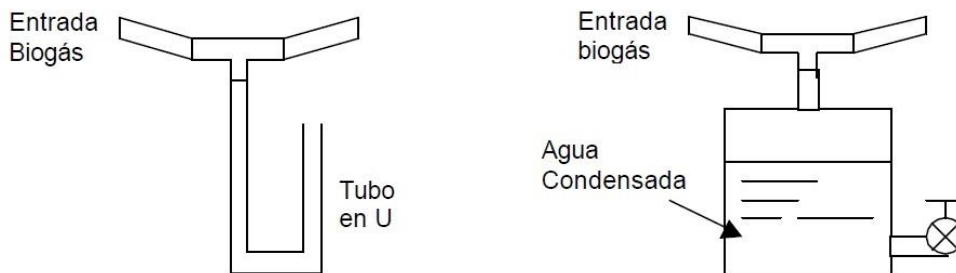 Entrada
Biogás
Tubo
en U
Entrada
biogás
Agua
Condensada